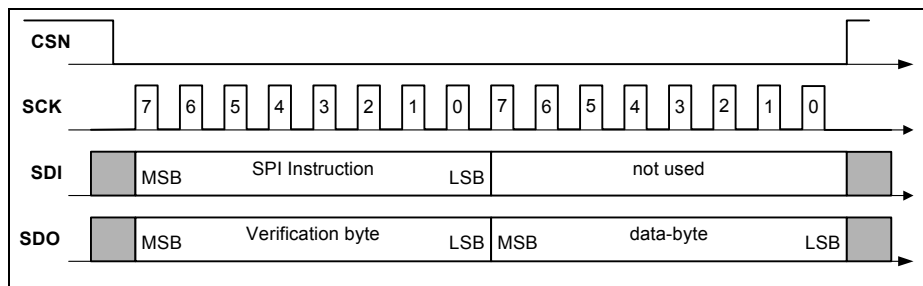 CSN
SCK 7 6 5 4 3 2 1 0 7 6 5 4 3 2 1 0
SDI MSB SPI Instruction LSB not used
SDO MSB Verification byte LSB MSB data-byte LSB